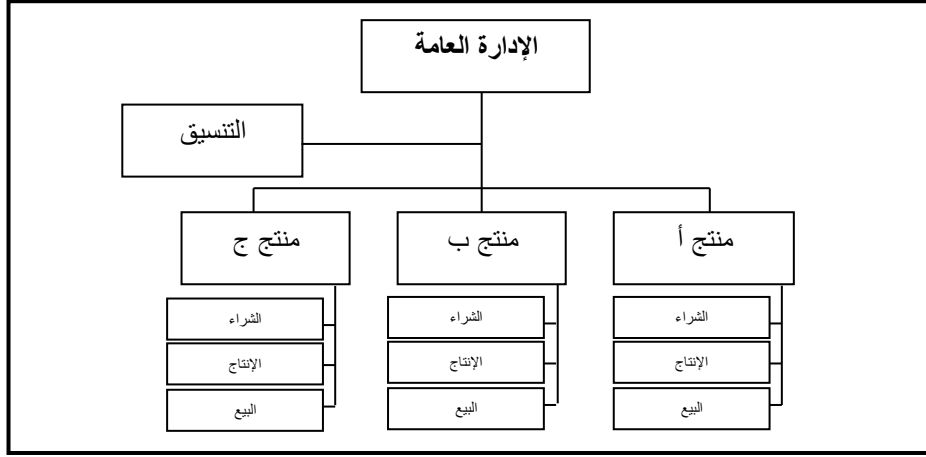 الإدارة العامة
التنسيق
منتج أ
منتج ب
منتج ج
الشراء
الشراء
الشراء
الإنتاج
الإنتاج
الإنتاج
البيع
البيع
البيع